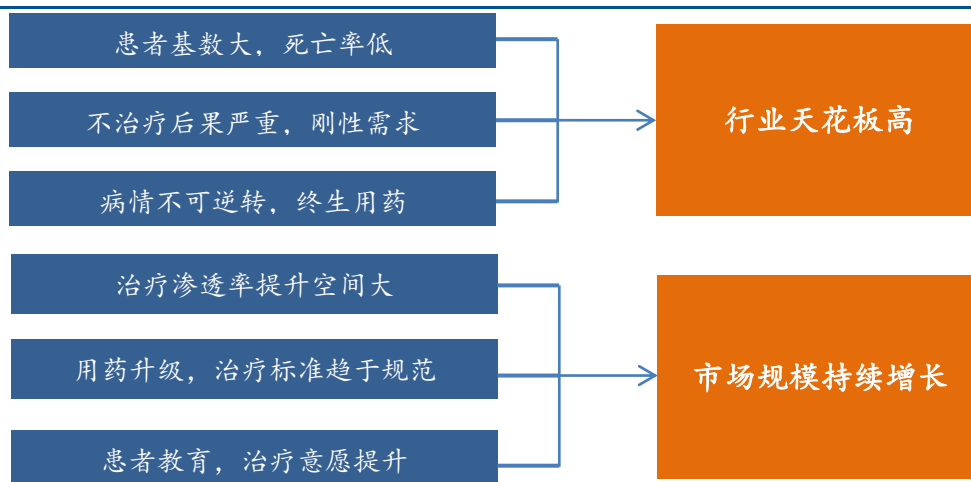 患者基数大，死亡率低
不治疗后果严重，刚性需求
病情不可逆转，终生用药
行业天花板高
治疗渗透率提升空间大
用药升级，治疗标准趋于规范
患者教育，治疗意愿提升
市场规模持续增长